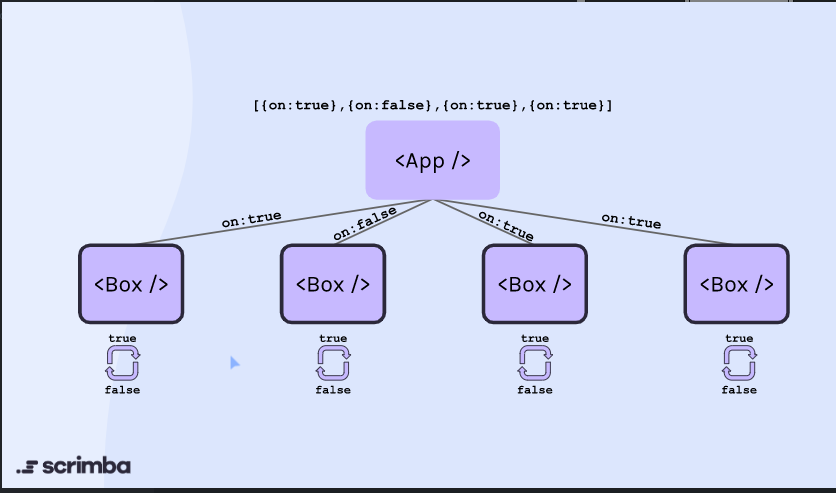 [{on:true},{on:false},{on:true},{on:true}]
<App />
on:true
on:false
on:true
on:true
<Box />
<Box />
<Box />
<Box />
true
true
true
true
false
false
false
false
scrimba